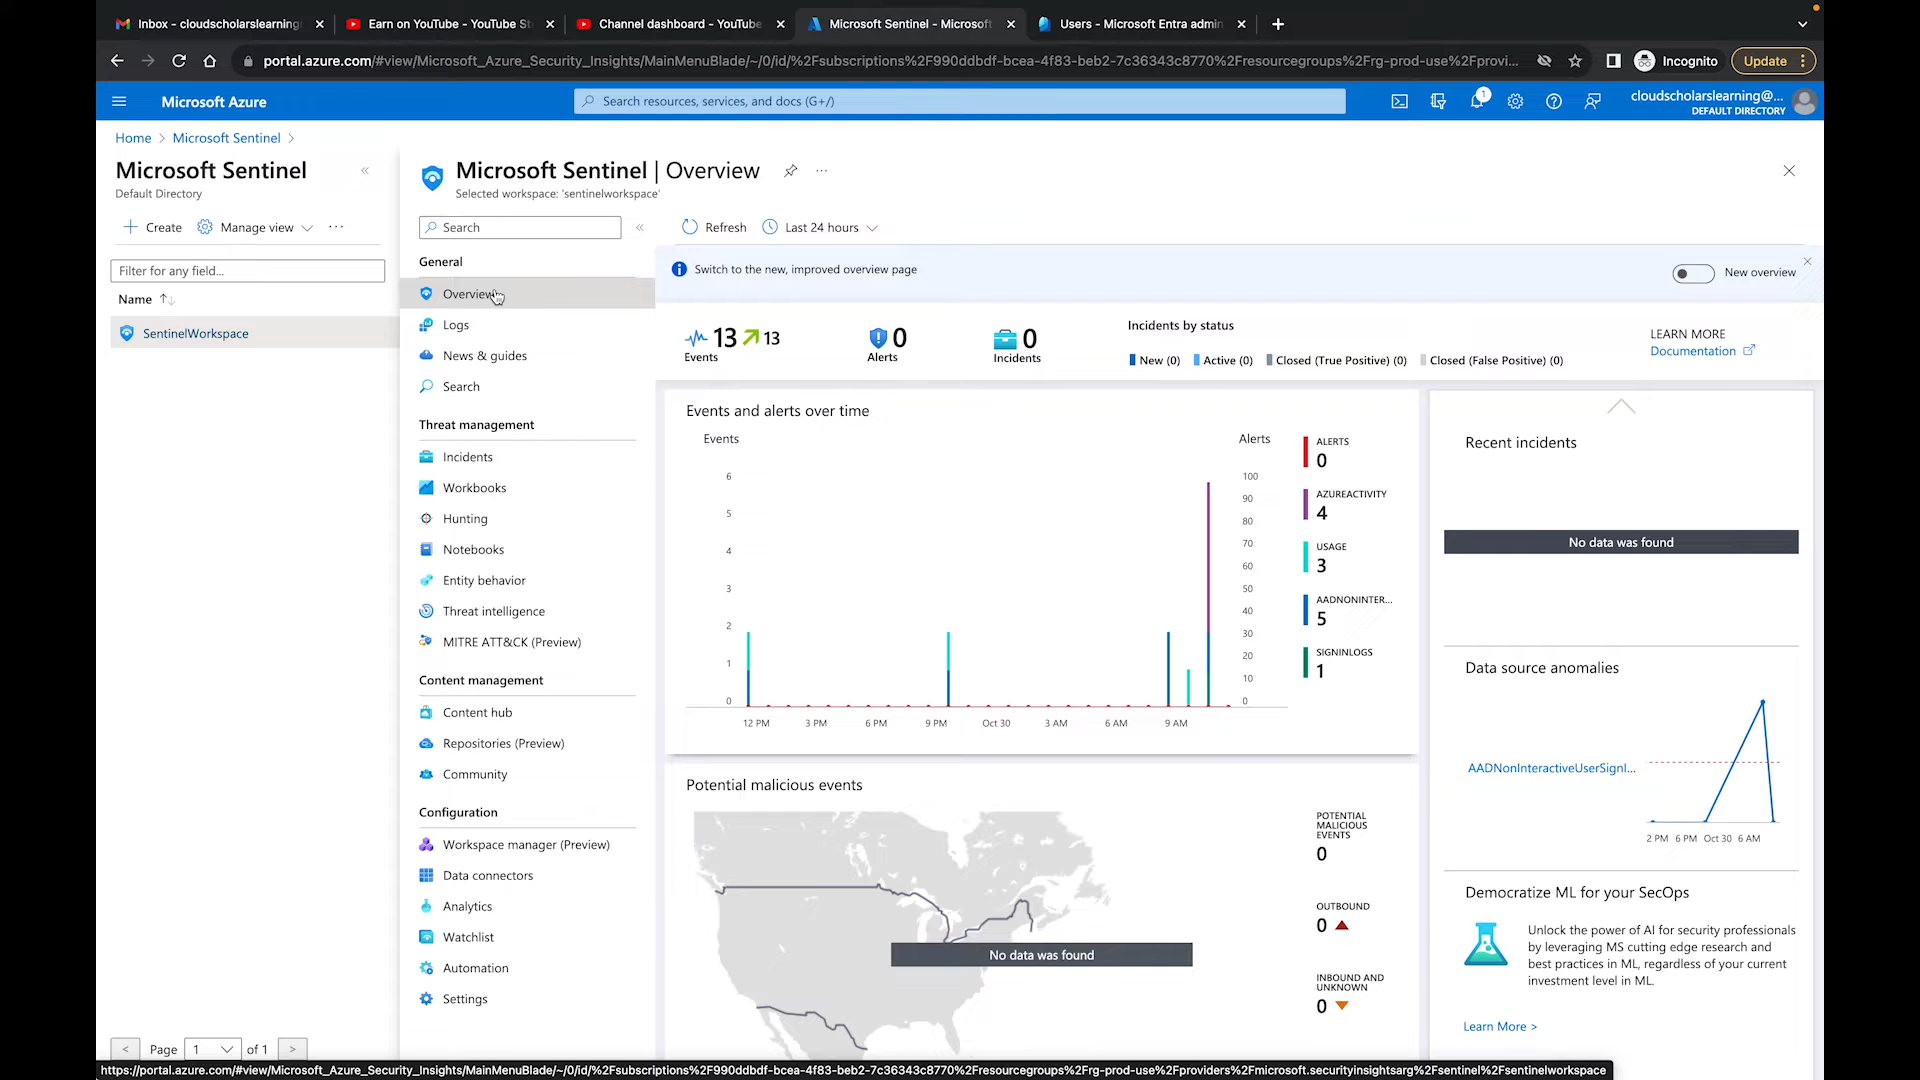 Inbox - cloudscholarslearning
Earn on YouTube - YouTube St
Channel dashboard - YouTube
Microsoft Sentinel - Microsoft
Users - Microsoft Entra admin
portal.azure.com/#view/Microsoft_Azure_Security_Insights/MainMenuBlade/~/0/id/%2Fsubscriptions%2F990ddbdf-bcea-4f83-beb2-7c36343c8770%2Fresourcegroups%2Frg-prod-use%2Fprovi...
Incognito
Update
Microsoft Azure
Search resources, services, and docs (G+/)
1
cloudscholarslearning@...
DEFAULT DIRECTORY
Home > Microsoft Sentinel >
Microsoft Sentinel
Default Directory
Create
Manage view
Filter for any field...
Name
SentinelWorkspace
< Page 1 of 1 >
Microsoft Sentinel | Overview
Selected workspace: 'sentinelworkspace'
Search
General
Overview
Logs
News & guides
Search
Threat management
Incidents
Workbooks
Hunting
Notebooks
Entity behavior
Threat intelligence
MITRE ATT&CK (Preview)
Content management
Content hub
Repositories (Preview)
Community
Configuration
Workspace manager (Preview)
Data connectors
Analytics
Watchlist
Automation
Settings
Refresh
Last 24 hours
Switch to the new, improved overview page
New overview
13 13
Events
0
Alerts
0
Incidents
Incidents by status
New (0) Active (0) Closed (True Positive) (0) Closed (False Positive) (0)
LEARN MORE
Documentation
Events and alerts over time
Events
6
5
4
3
2
1
0
Alerts
100
90
80
70
60
50
40
30
20
10
0
12 PM 3 PM 6 PM 9 PM Oct 30 3 AM 6 AM 9 AM
ALERTS
0
AZUREACTIVITY
4
USAGE
3
AADNONINTER...
5
SIGNINLOGS
1
Potential malicious events
No data was found
POTENTIAL
MALICIOUS
EVENTS
0
OUTBOUND
0
INBOUND AND
UNKNOWN
0
Recent incidents
No data was found
Data source anomalies
AADNonInteractiveUserSignI...
2 PM 6 PM Oct 30 6 AM
Democratize ML for your SecOps
Unlock the power of AI for security professionals
by leveraging MS cutting edge research and
best practices in ML, regardless of your current
investment level in ML.
Learn More >
https://portal.azure.com/#view/Microsoft_Azure_Security_Insights/MainMenuBlade/~/0/id/%2Fsubscriptions%2F990ddbdf-bcea-4f83-beb2-7c36343c8770%2Fresourcegroups%2Frg-prod-use%2Fproviders%2Fmicrosoft.securityinsightsarg%2Fsentinel%2Fsentinelworkspace